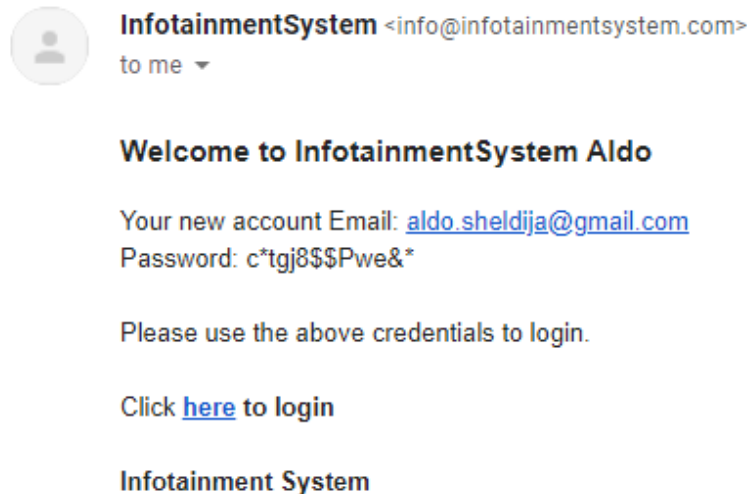 InfotainmentSystem <info@infotainmentsystem.com>
to me
Welcome to InfotainmentSystem Aldo
Your new account Email: aldo.sheldija@gmail.com
Password: c*tgj8$$Pwe&*
Please use the above credentials to login.
Click here to login
Infotainment System